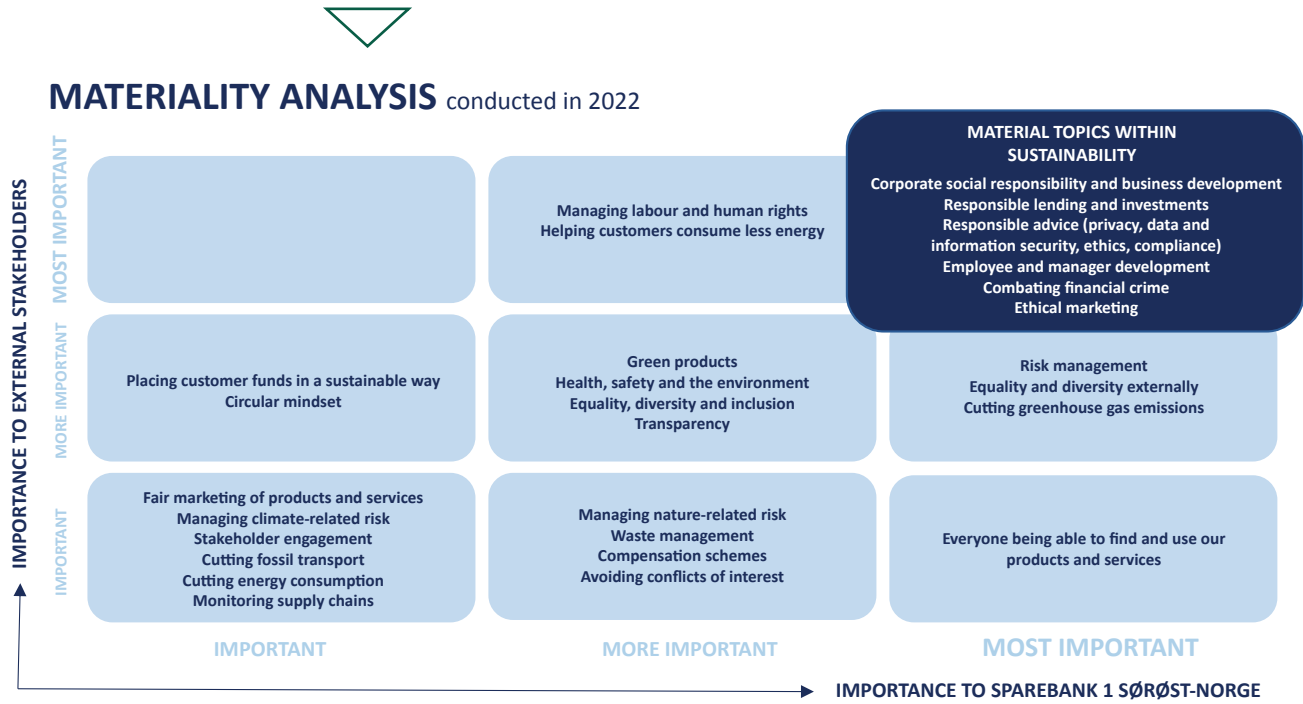 MATERIALITY ANALYSIS conducted in 2022
IMPORTANCE TO EXTERNAL STAKEHOLDERS
MOST IMPORTANT
Managing labour and human rights
Helping customers consume less energy
MATERIAL TOPICS WITHIN
SUSTAINABILITY
Corporate social responsibility and business development
Responsible lending and investments
Responsible advice (privacy, data and
information security, ethics, compliance)
Employee and manager development
Combating financial crime
Ethical marketing
MORE IMPORTANT
Placing customer funds in a sustainable way
Circular mindset
Green products
Health, safety and the environment
Equality, diversity and inclusion
Transparency
Risk management
Equality and diversity externally
Cutting greenhouse gas emissions
IMPORTANT
Fair marketing of products and services
Managing climate-related risk
Stakeholder engagement
Cutting fossil transport
Cutting energy consumption
Monitoring supply chains
Managing nature-related risk
Waste management
Compensation schemes
Avoiding conflicts of interest
Everyone being able to find and use our
products and services
IMPORTANT
MORE IMPORTANT
MOST IMPORTANT
IMPORTANCE TO SPAREBANK 1 SØRØST-NORGE